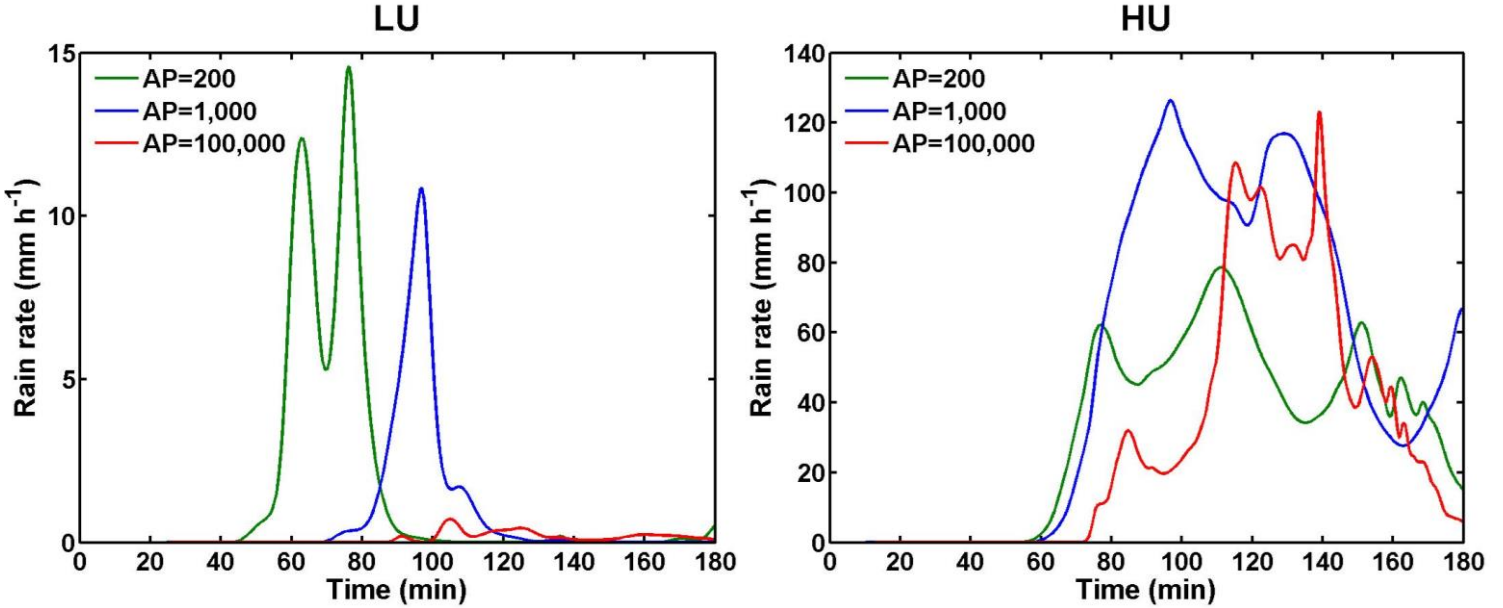 LU
15
10
5
0
Rain rate (mm h⁻¹)
AP=200
AP=1,000
AP=100,000
0 20 40 60 80 100 120 140 160 180
Time (min)
HU
140
120
100
80
60
40
20
0
Rain rate (mm h⁻¹)
AP=200
AP=1,000
AP=100,000
0 20 40 60 80 100 120 140 160 180
Time (min)